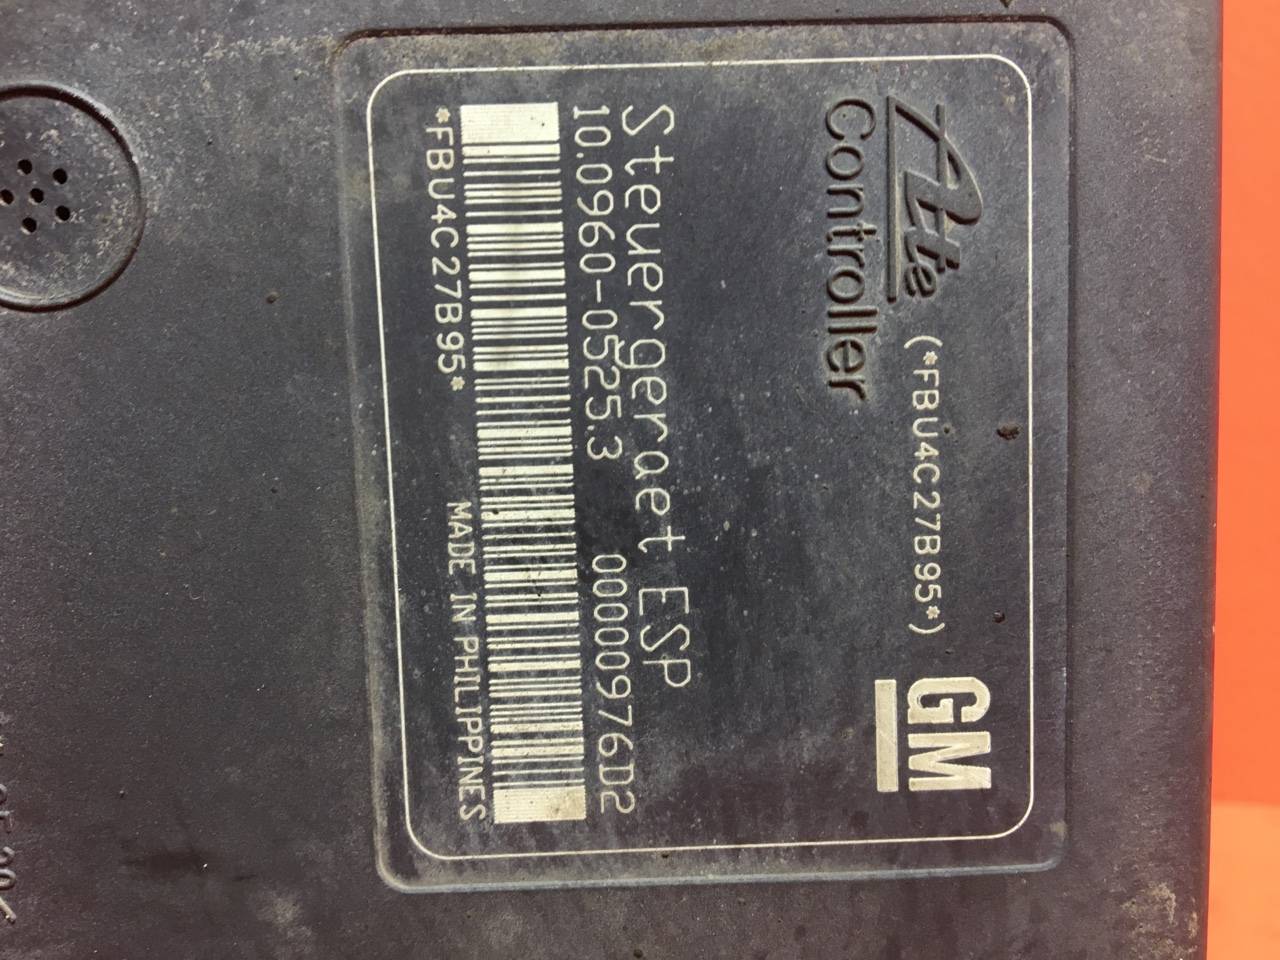 Ate (*FBU4C27B95*) GM
Controller
Steuergeraet ESP
10.0960-0525.3 00000976D2
*FBU4C27B95* MADE IN PHILIPPINES